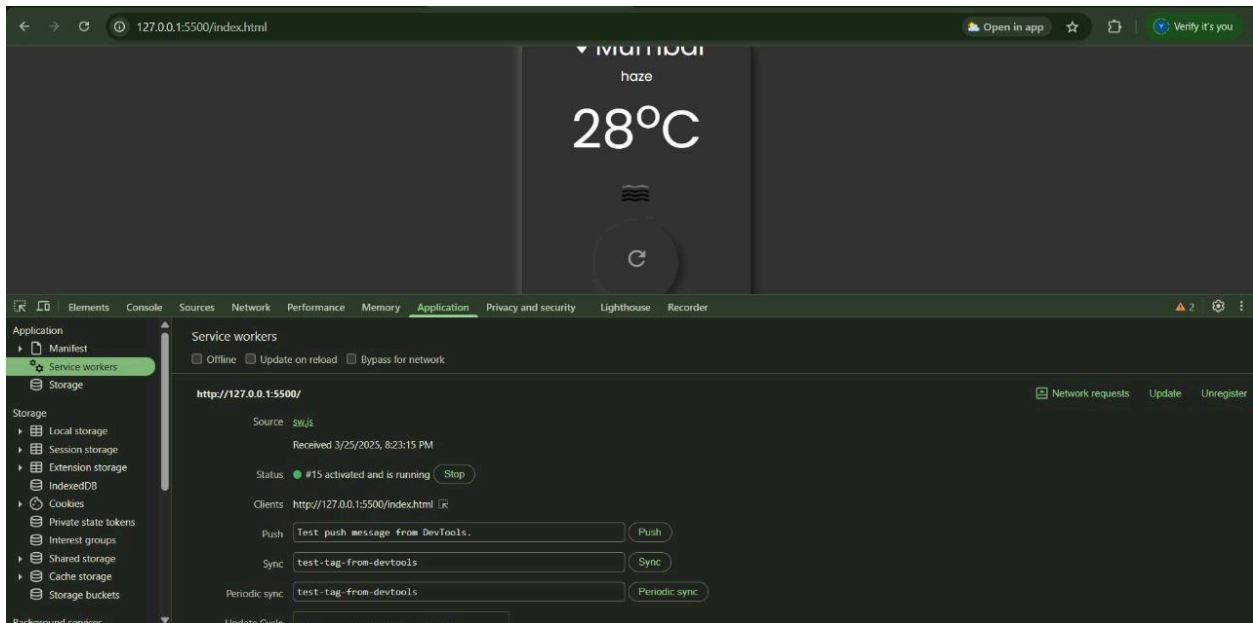 127.0.0.1:5500/index.html Open in app Verify it's you
Mumbai
haze
28°C
Elements Console Sources Network Performance Memory Application Privacy and security Lighthouse Recorder 2
Application
Manifest
Service workers
Storage
Storage
Local storage
Session storage
Extension storage
IndexedDB
Cookies
Private state tokens
Interest groups
Shared storage
Cache storage
Storage buckets
Background services
Service workers
Offline Update on reload Bypass for network
http://127.0.0.1:5500/ Network requests Update Unregister
Source sw.js
Received 3/25/2025, 8:23:15 PM
Status #15 activated and is running Stop
Clients http://127.0.0.1:5500/index.html
Push Test push message from DevTools. Push
Sync test-tag-from-devtools Sync
Periodic sync test-tag-from-devtools Periodic sync
Update Cycle